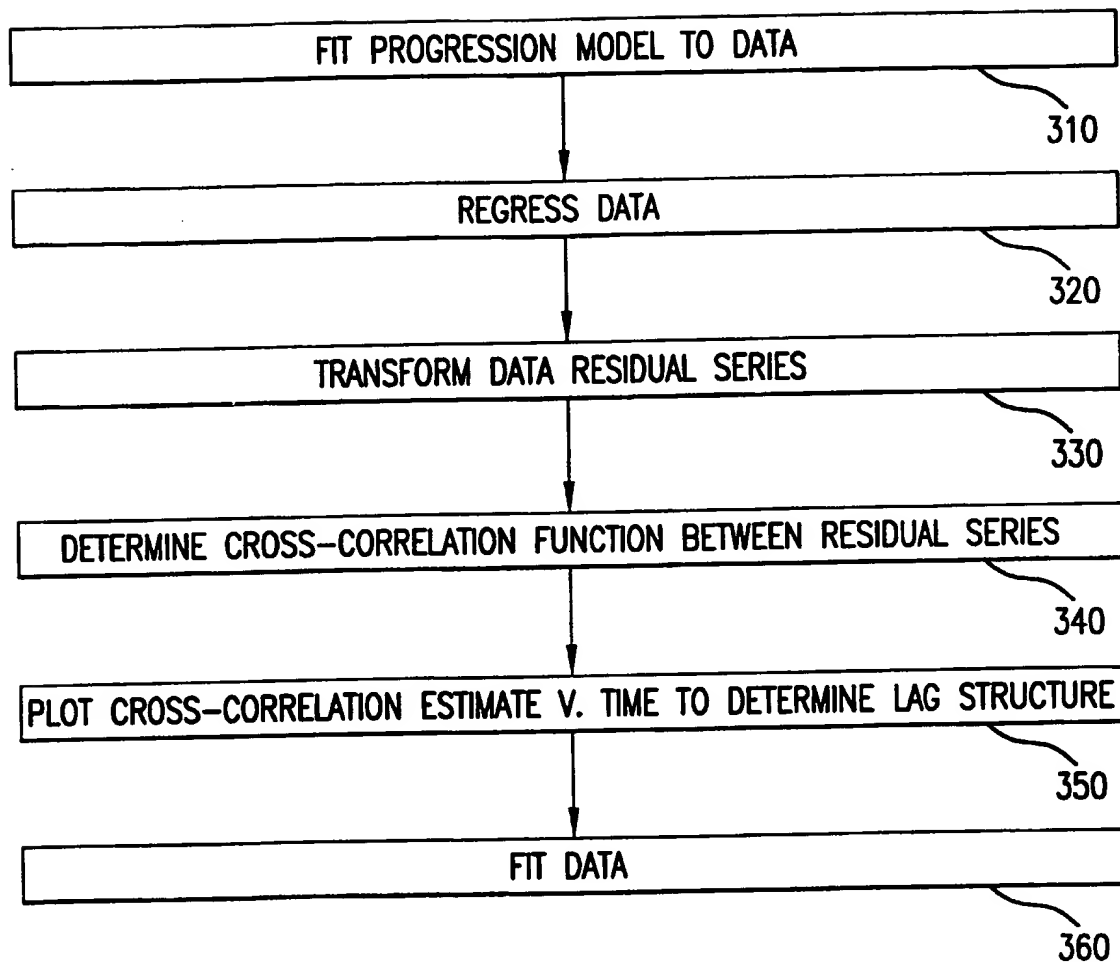 FIT PROGRESSION MODEL TO DATA
310
REGRESS DATA
320
TRANSFORM DATA RESIDUAL SERIES
330
DETERMINE CROSS-CORRELATION FUNCTION BETWEEN RESIDUAL SERIES
340
PLOT CROSS-CORRELATION ESTIMATE V. TIME TO DETERMINE LAG STRUCTURE
350
FIT DATA
360